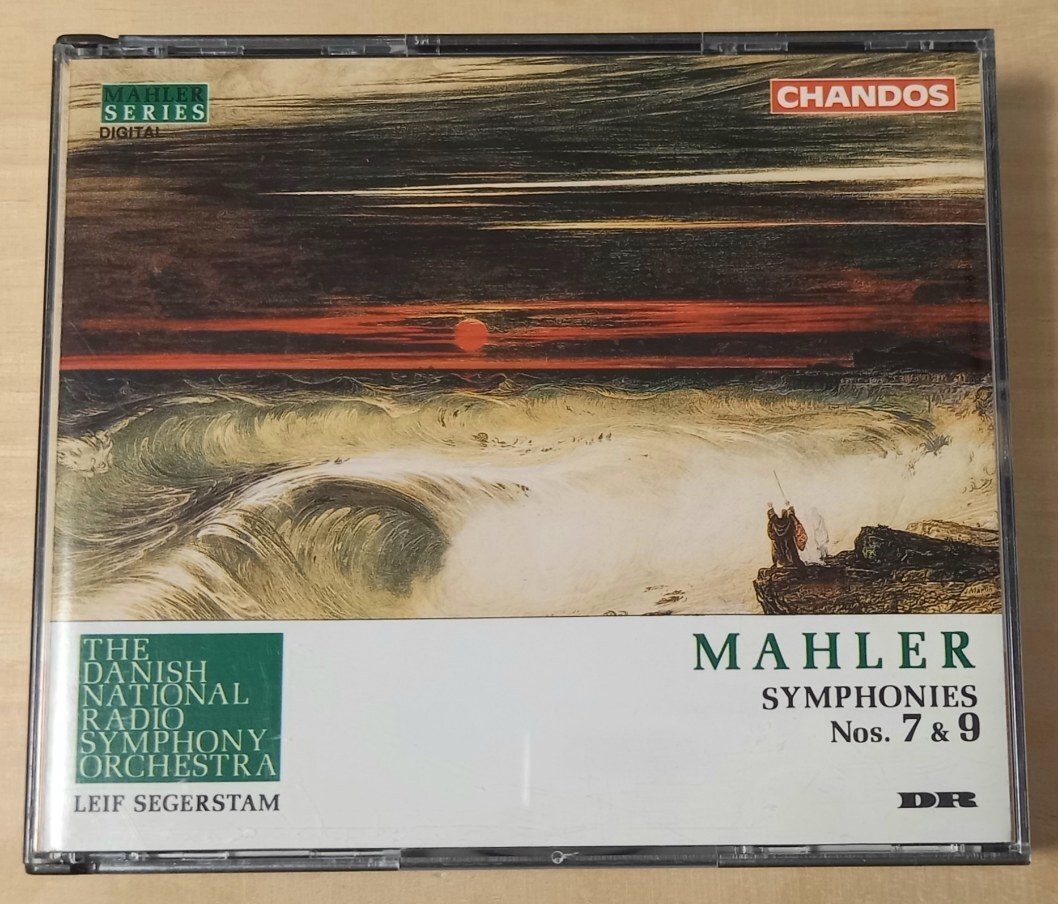 MAHLER
SERIES
DIGITAL
CHANDOS
THE
DANISH
NATIONAL
RADIO
SYMPHONY
ORCHESTRA
LEIF SEGERSTAM
MAHLER
SYMPHONIES
Nos. 7 & 9
DR